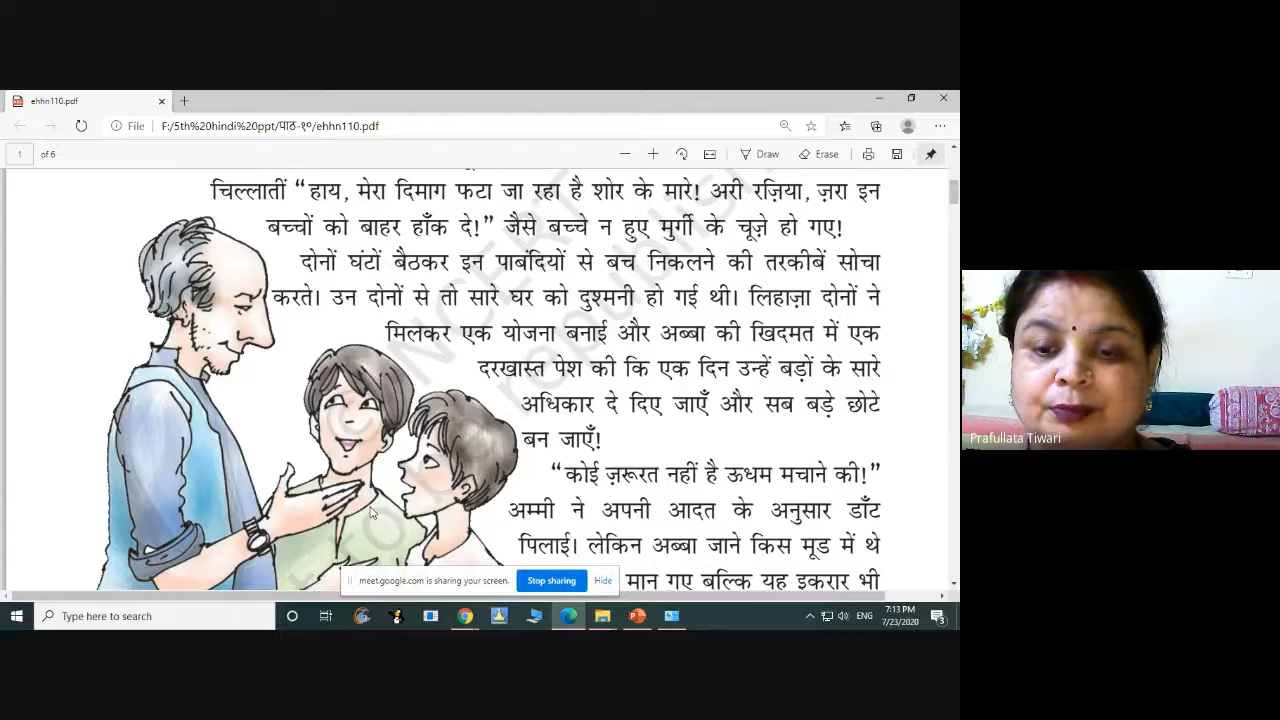 ehhn110.pdf
File F:/5th%20hindi%20ppt/पाठ-१०/ehhn110.pdf
1 of 6 Draw Erase
चिल्लातीं “हाय, मेरा दिमाग फटा जा रहा है शोर के मारे! अरी रज़िया, ज़रा इन
बच्चों को बाहर हाँक दे!” जैसे बच्चे न हुए मुर्गी के चूज़े हो गए!
दोनों घंटों बैठकर इन पाबंदियों से बच निकलने की तरकीबें सोचा
करते। उन दोनों से तो सारे घर को दुश्मनी हो गई थी। लिहाज़ा दोनों ने
मिलकर एक योजना बनाई और अब्बा की खिदमत में एक
दरखास्त पेश की कि एक दिन उन्हें बड़ों के सारे
अधिकार दे दिए जाएँ और सब बड़े छोटे
बन जाएँ!
“कोई ज़रूरत नहीं है ऊधम मचाने की!”
अम्मी ने अपनी आदत के अनुसार डाँट
पिलाई। लेकिन अब्बा जाने किस मूड में थे
मान गए बल्कि यह इकरार भी
NCERT
republish
to
meet.google.com is sharing your screen. Stop sharing Hide
Prafullata Tiwari
Type here to search
ENG
7:13 PM
7/23/2020
3